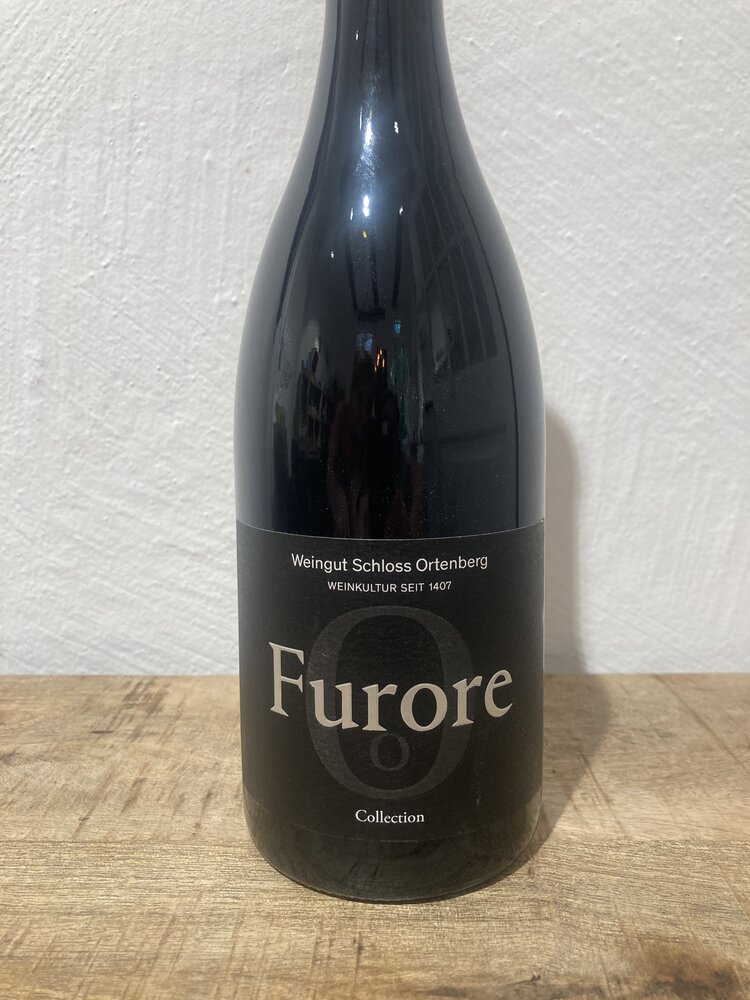 Weingut Schloss Ortenberg
WEINKULTUR SEIT 1407
Furore
Collection